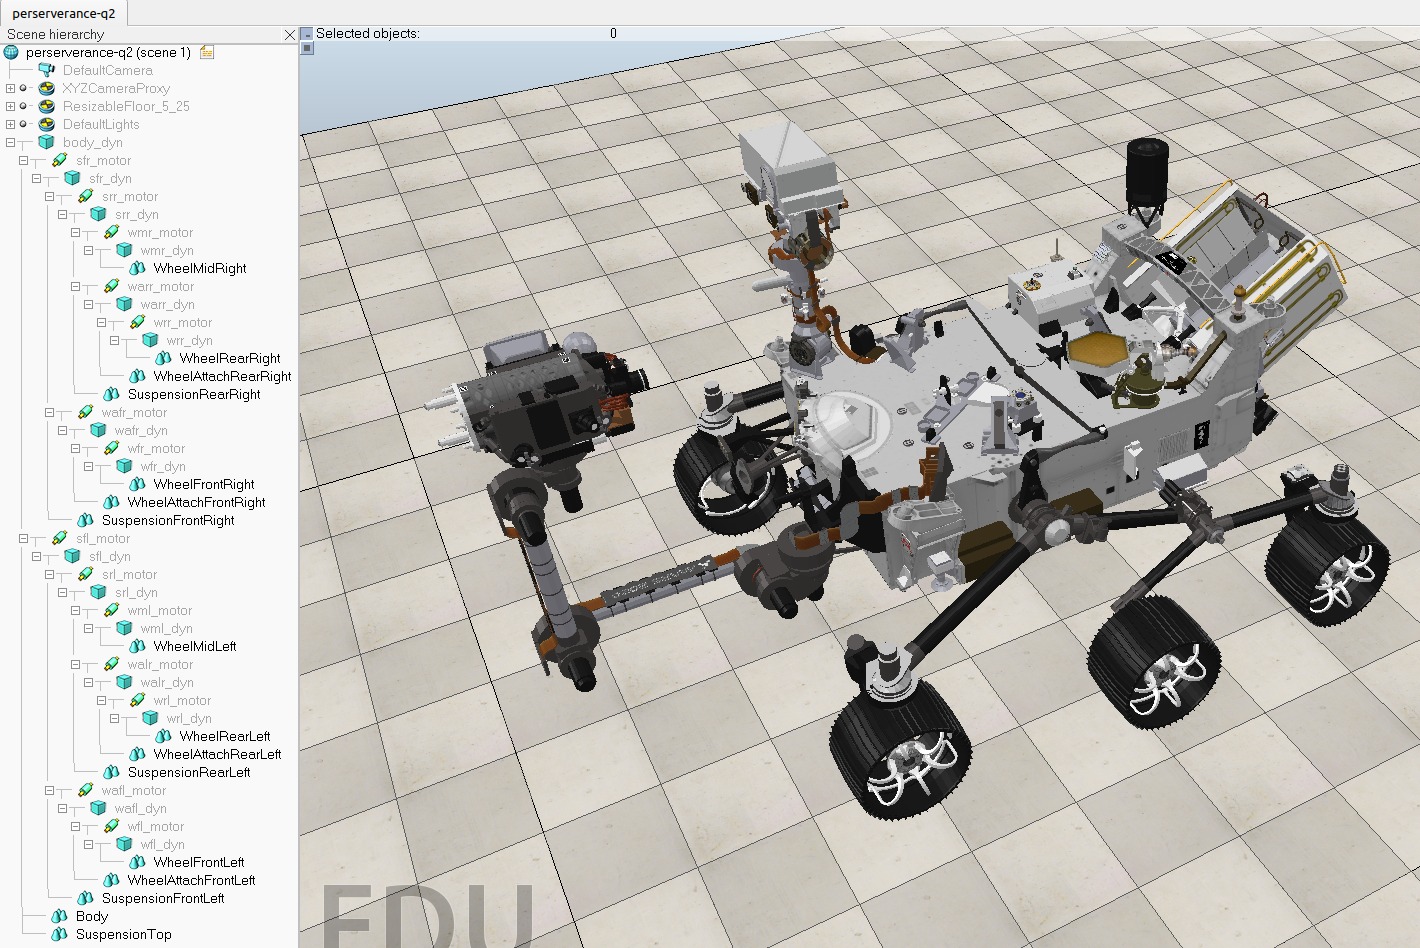 perserverance-q2
Scene hierarchy
Selected objects: 0
perserverance-q2 (scene 1)
DefaultCamera
XYZCameraProxy
ResizableFloor_5_25
DefaultLights
body_dyn
sfr_motor
sfr_dyn
srr_motor
srr_dyn
wmr_motor
wmr_dyn
WheelMidRight
warr_motor
warr_dyn
wrr_motor
wrr_dyn
WheelRearRight
WheelAttachRearRight
SuspensionRearRight
wafr_motor
wafr_dyn
wfr_motor
wfr_dyn
WheelFrontRight
WheelAttachFrontRight
SuspensionFrontRight
sfl_motor
sfl_dyn
srl_motor
srl_dyn
wml_motor
wml_dyn
WheelMidLeft
walr_motor
walr_dyn
wrl_motor
wrl_dyn
WheelRearLeft
WheelAttachRearLeft
SuspensionRearLeft
wafl_motor
wafl_dyn
wfl_motor
wfl_dyn
WheelFrontLeft
WheelAttachFrontLeft
SuspensionFrontLeft
Body
SuspensionTop
EDU